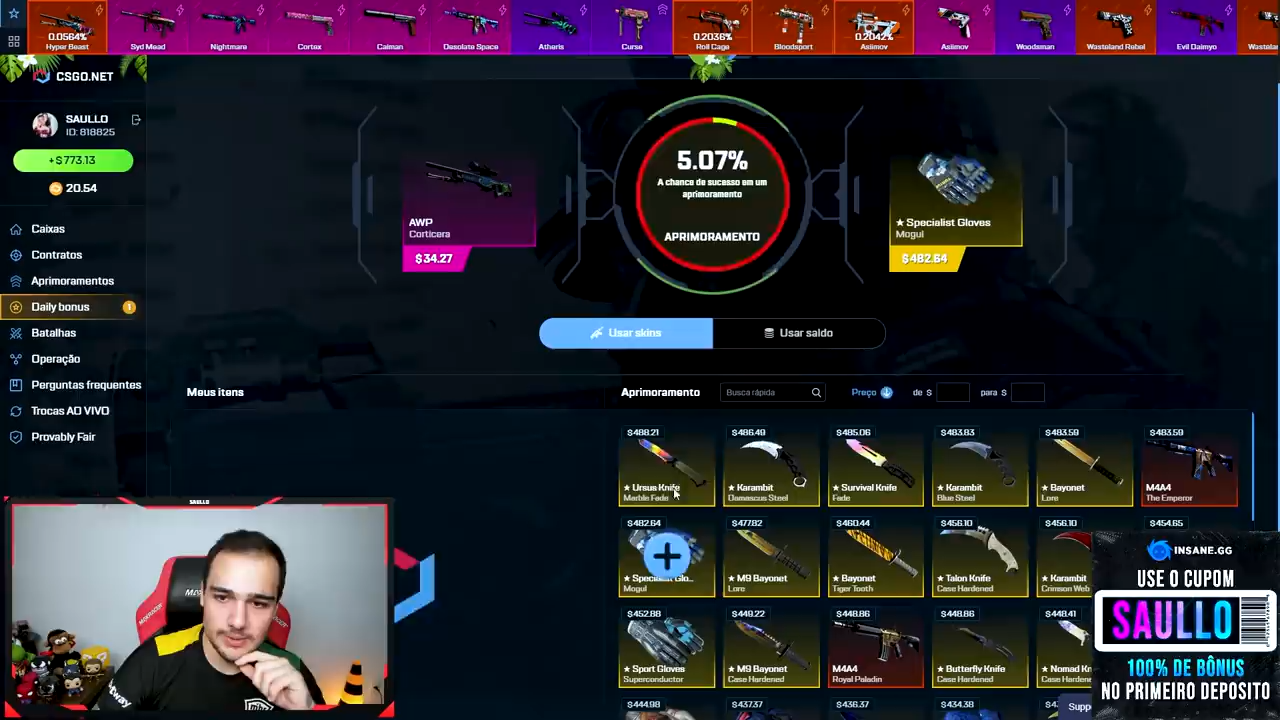 0.0564%
Hyper Beast
Syd Mead
Nightmare
Cortex
Caiman
Desolate Space
Atheris
Curse
0.2036%
Roll Cage
Bloodsport
0.2042%
Asiimov
Asiimov
Woodsman
Wasteland Rebel
Evil Daimyo
CSGO.NET
SAULLO
ID: 818825
+$773.13
20.54
Caixas
Contratos
Aprimoramentos
Daily bonus
1
Batalhas
Operação
Perguntas frequentes
Trocas AO VIVO
Provably Fair
AWP
Corticera
$34.27
5.07%
A chance de sucesso em um
aprimoramento
APRIMORAMENTO
★ Specialist Gloves
Mogul
$482.64
Usar skins
Usar saldo
Meus itens
Aprimoramento
Busca rápida
Preço
de $
para $
$488.21
★ Ursus Knife
Marble Fade
$486.49
★ Karambit
Damascus Steel
$485.06
★ Survival Knife
Fade
$483.83
★ Karambit
Blue Steel
$483.59
★ Bayonet
Lore
$483.59
M4A4
The Emperor
$482.64
★ Specialist Glo..
Mogul
$477.82
★ M9 Bayonet
Lore
$460.44
★ Bayonet
Tiger Tooth
$456.10
★ Talon Knife
Case Hardened
$456.10
★ Karambit
Crimson Web
$454.65
$452.88
★ Sport Gloves
Superconductor
$449.22
★ M9 Bayonet
Case Hardened
$448.86
M4A4
Royal Paladin
$448.86
★ Butterfly Knife
Case Hardened
$448.41
★ Nomad Kn
Case Harden
$444.98
$437.37
$436.37
$434.38
Supp
SAULLO
INSANE.GG
USE O CUPOM
SAULLO
100% DE BÔNUS
NO PRIMEIRO DEPOSITO